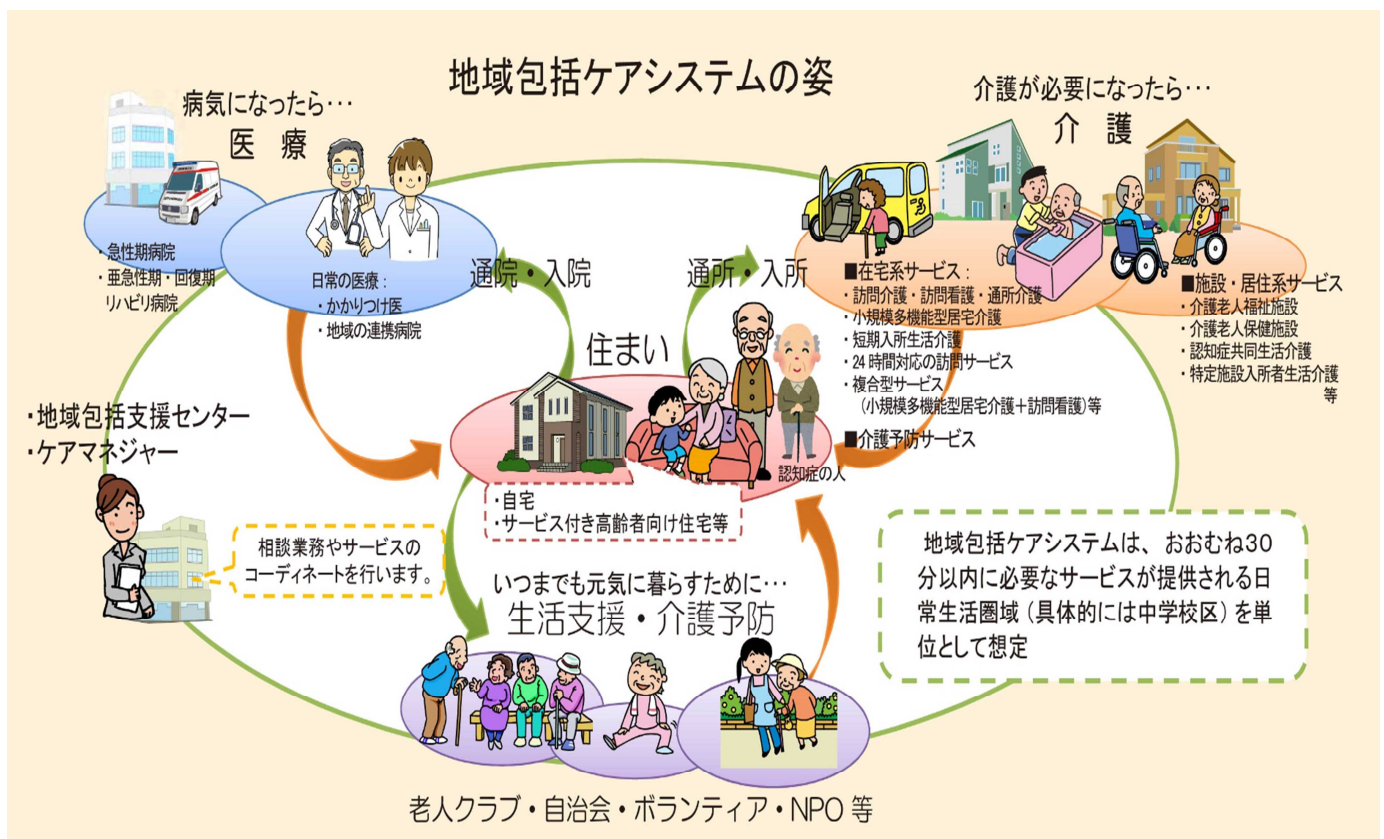 地域包括ケアシステムの姿
病気になったら…
医 療
・急性期病院
・亜急性期・回復期
リハビリ病院
日常の医療：
・かかりつけ医
・地域の連携病院
通院・入院
通所・入所
介護が必要になったら…
介 護
■在宅系サービス：
・訪問介護・訪問看護・通所介護
・小規模多機能型居宅介護
・短期入所生活介護
・24時間対応の訪問サービス
・複合型サービス
（小規模多機能型居宅介護＋訪問看護）等
■介護予防サービス
■施設・居住系サービス
・介護老人福祉施設
・介護老人保健施設
・認知症共同生活介護
・特定施設入所者生活介護
等
住まい
認知症の人
・自宅
・サービス付き高齢者向け住宅等
・地域包括支援センター
・ケアマネジャー
相談業務やサービスの
コーディネートを行います。
いつまでも元気に暮らすために…
生活支援・介護予防
老人クラブ・自治会・ボランティア・NPO 等
地域包括ケアシステムは、おおむね30
分以内に必要なサービスが提供される日
常生活圏域（具体的には中学校区）を単
位として想定